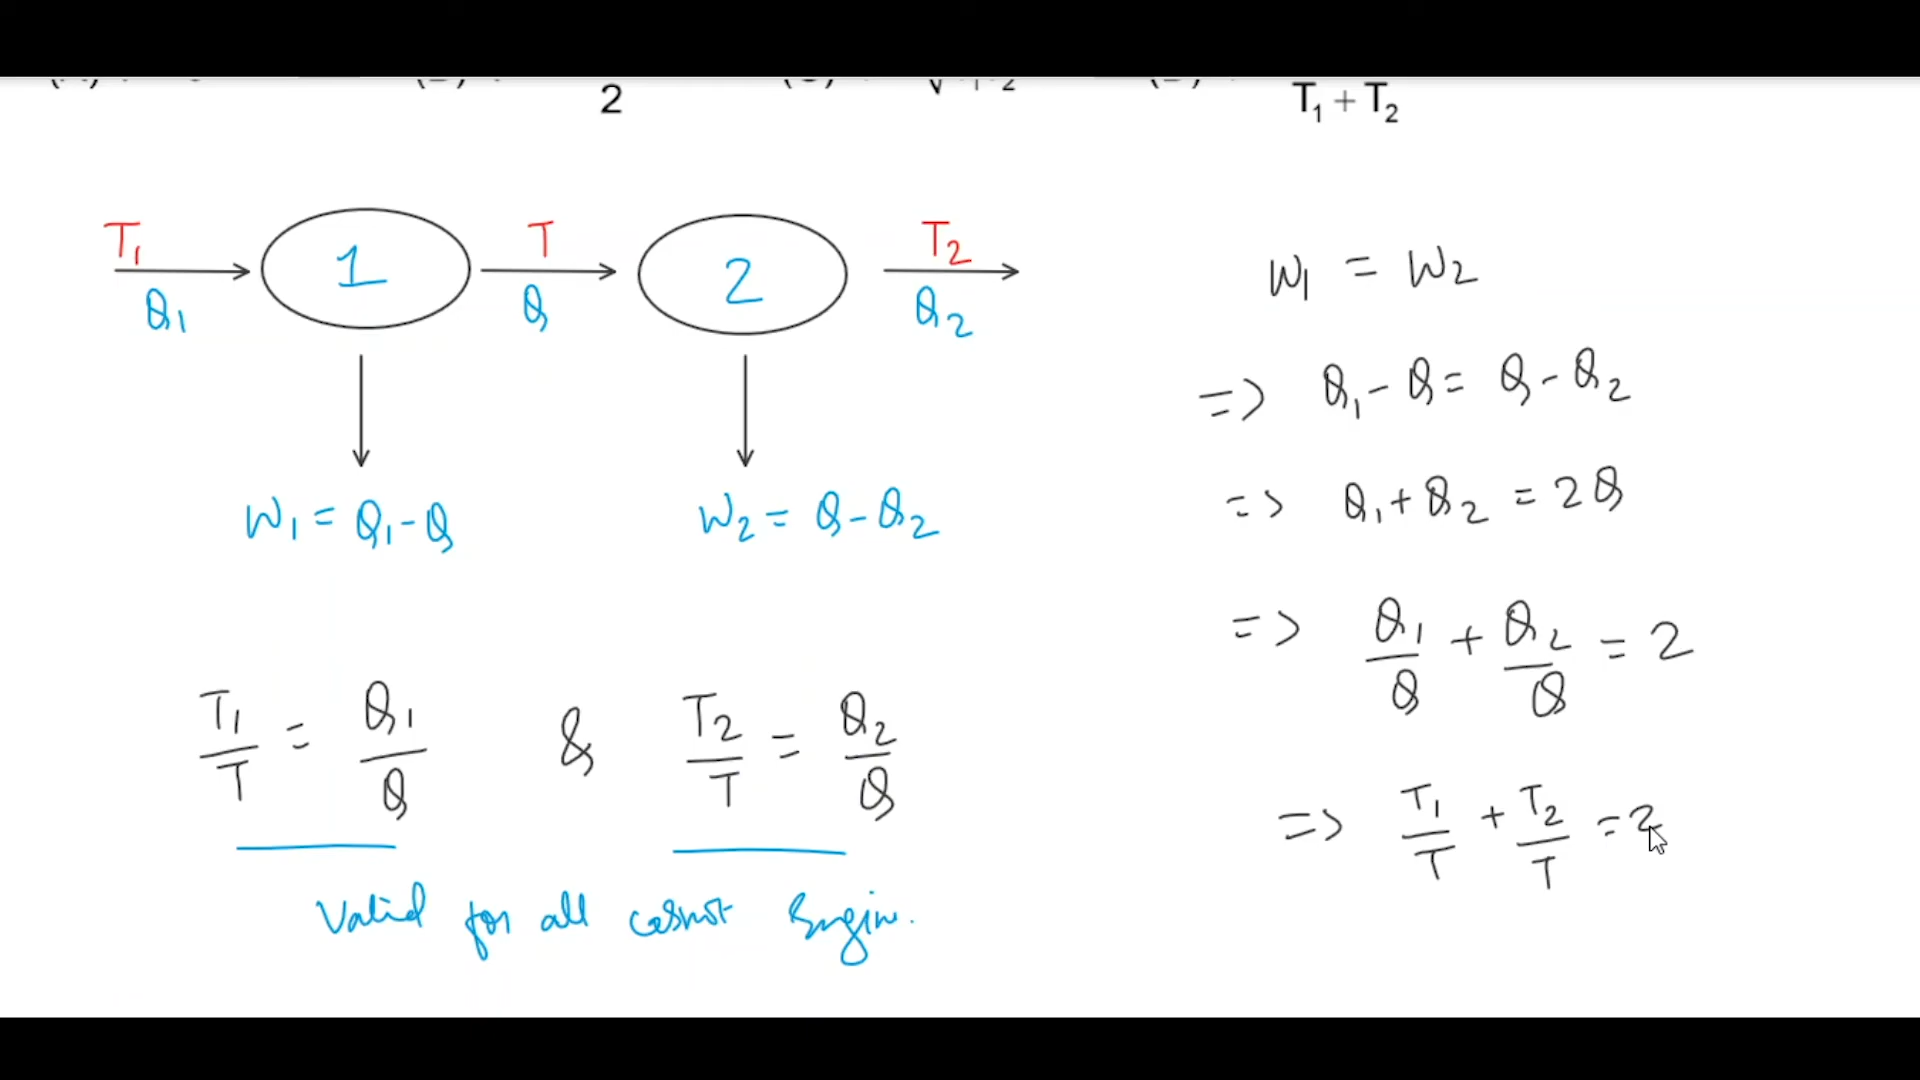 2
T₁ + T₂
T₁ 1 T 2 T₂
Q₁ Q Q₂
W₁ = Q₁ - Q
W₂ = Q - Q₂
T₁/T = Q₁/Q & T₂/T = Q₂/Q
Valid for all carnot Engine.
W₁ = W₂
=> Q₁ - Q = Q - Q₂
=> Q₁ + Q₂ = 2Q
=> Q₁/Q + Q₂/Q = 2
=> T₁/T + T₂/T = 2